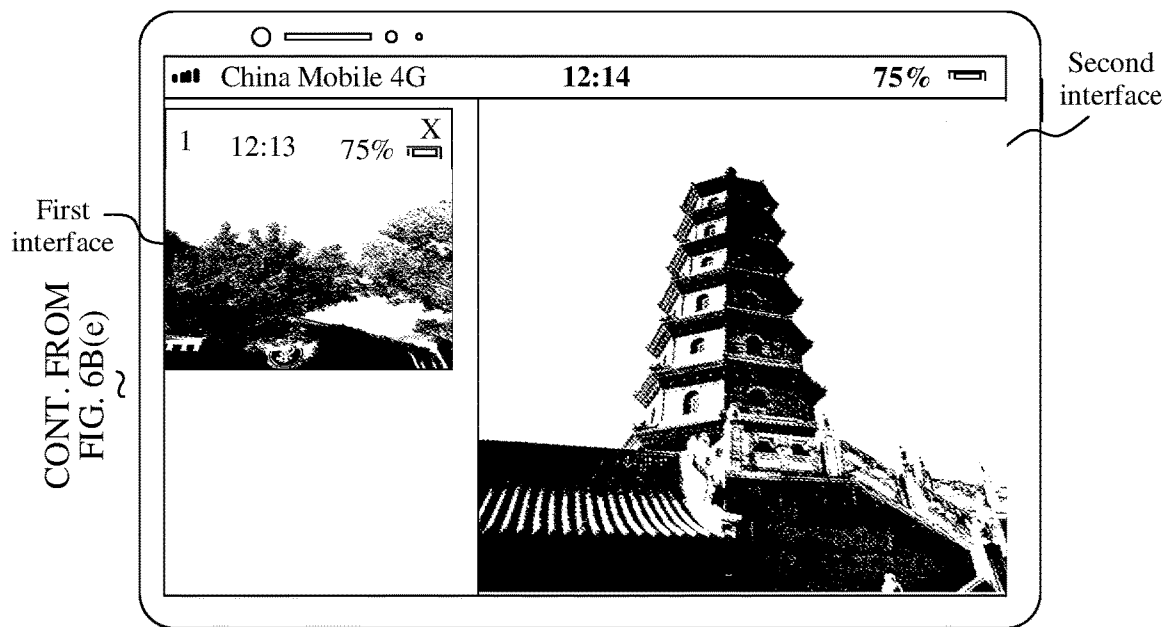 China Mobile 4G 12:14 75%
Second
interface
1 12:13 75% X
First
interface
CONT. FROM
FIG. 6B(e)
~